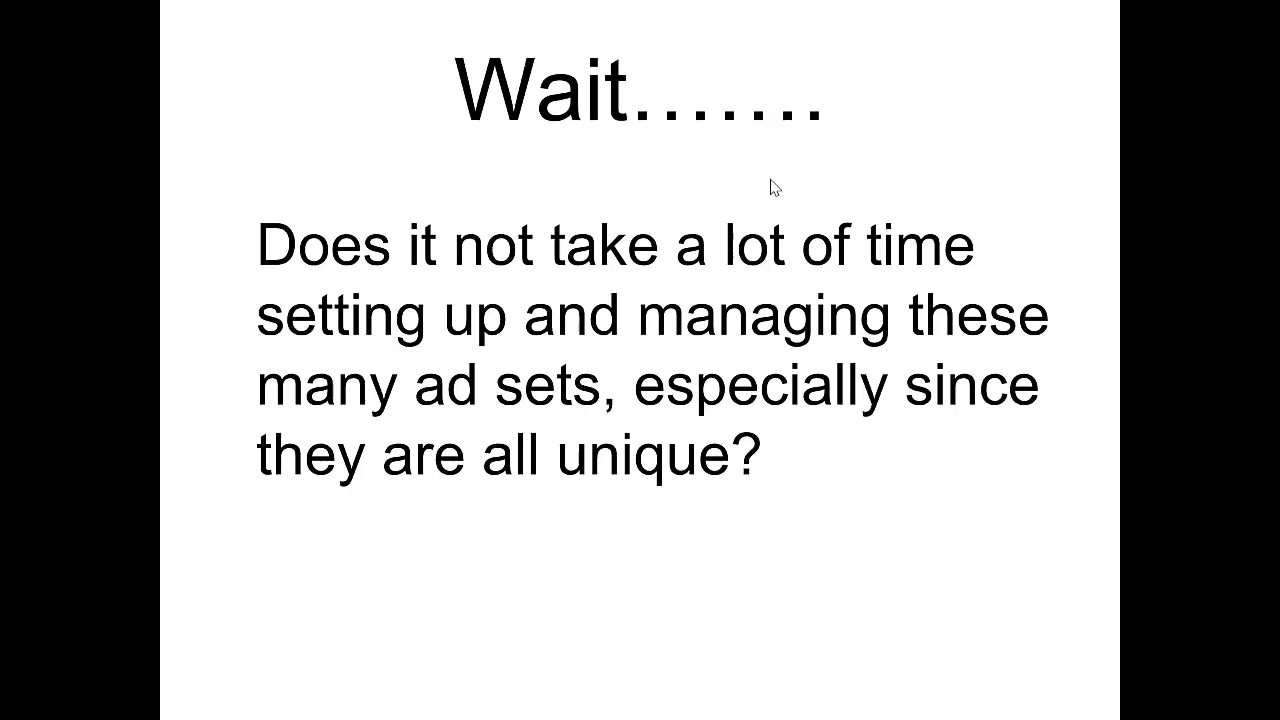 Wait.......
Does it not take a lot of time
setting up and managing these
many ad sets, especially since
they are all unique?